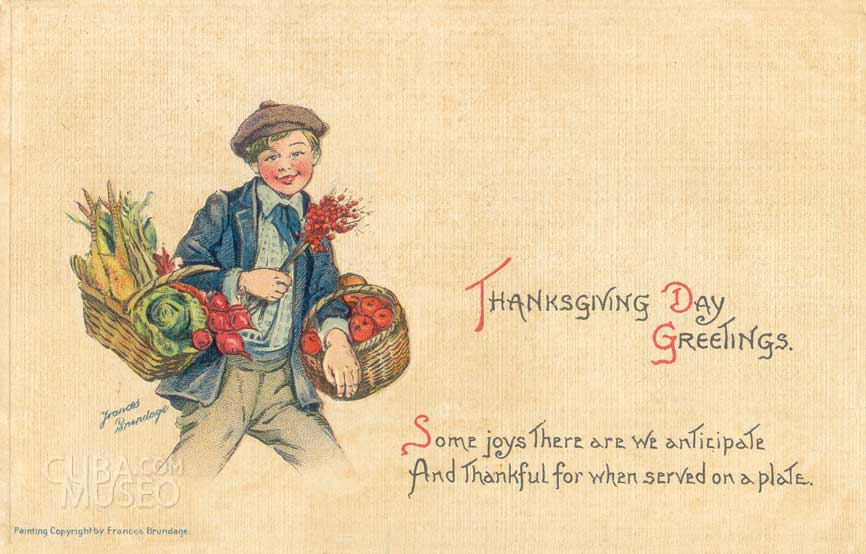 Thanksgiving Day
Greetings.
Some joys there are we anticipate
And thankful for when served on a plate.
Frances
Brundage
CUBA.COM
MUSEO
Painting Copyright by Frances Brundage.